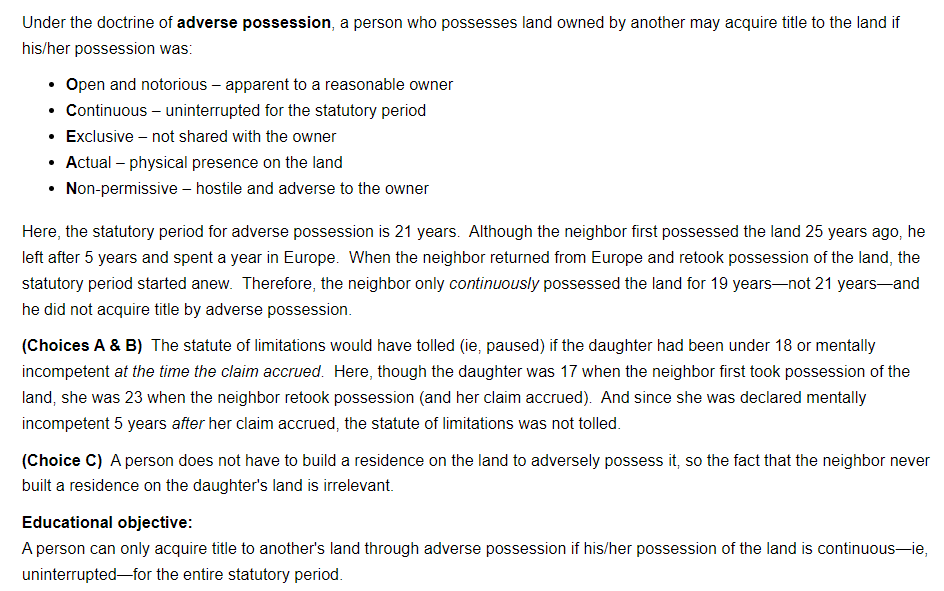 Under the doctrine of adverse possession, a person who possesses land owned by another may acquire title to the land if
his/her possession was:
• Open and notorious – apparent to a reasonable owner
• Continuous – uninterrupted for the statutory period
• Exclusive – not shared with the owner
• Actual – physical presence on the land
• Non-permissive – hostile and adverse to the owner
Here, the statutory period for adverse possession is 21 years.  Although the neighbor first possessed the land 25 years ago, he
left after 5 years and spent a year in Europe.  When the neighbor returned from Europe and retook possession of the land, the
statutory period started anew.  Therefore, the neighbor only continuously possessed the land for 19 years—not 21 years—and
he did not acquire title by adverse possession.
(Choices A & B)  The statute of limitations would have tolled (ie, paused) if the daughter had been under 18 or mentally
incompetent at the time the claim accrued.  Here, though the daughter was 17 when the neighbor first took possession of the
land, she was 23 when the neighbor retook possession (and her claim accrued).  And since she was declared mentally
incompetent 5 years after her claim accrued, the statute of limitations was not tolled.
(Choice C)  A person does not have to build a residence on the land to adversely possess it, so the fact that the neighbor never
built a residence on the daughter's land is irrelevant.
Educational objective:
A person can only acquire title to another's land through adverse possession if his/her possession of the land is continuous—ie,
uninterrupted—for the entire statutory period.